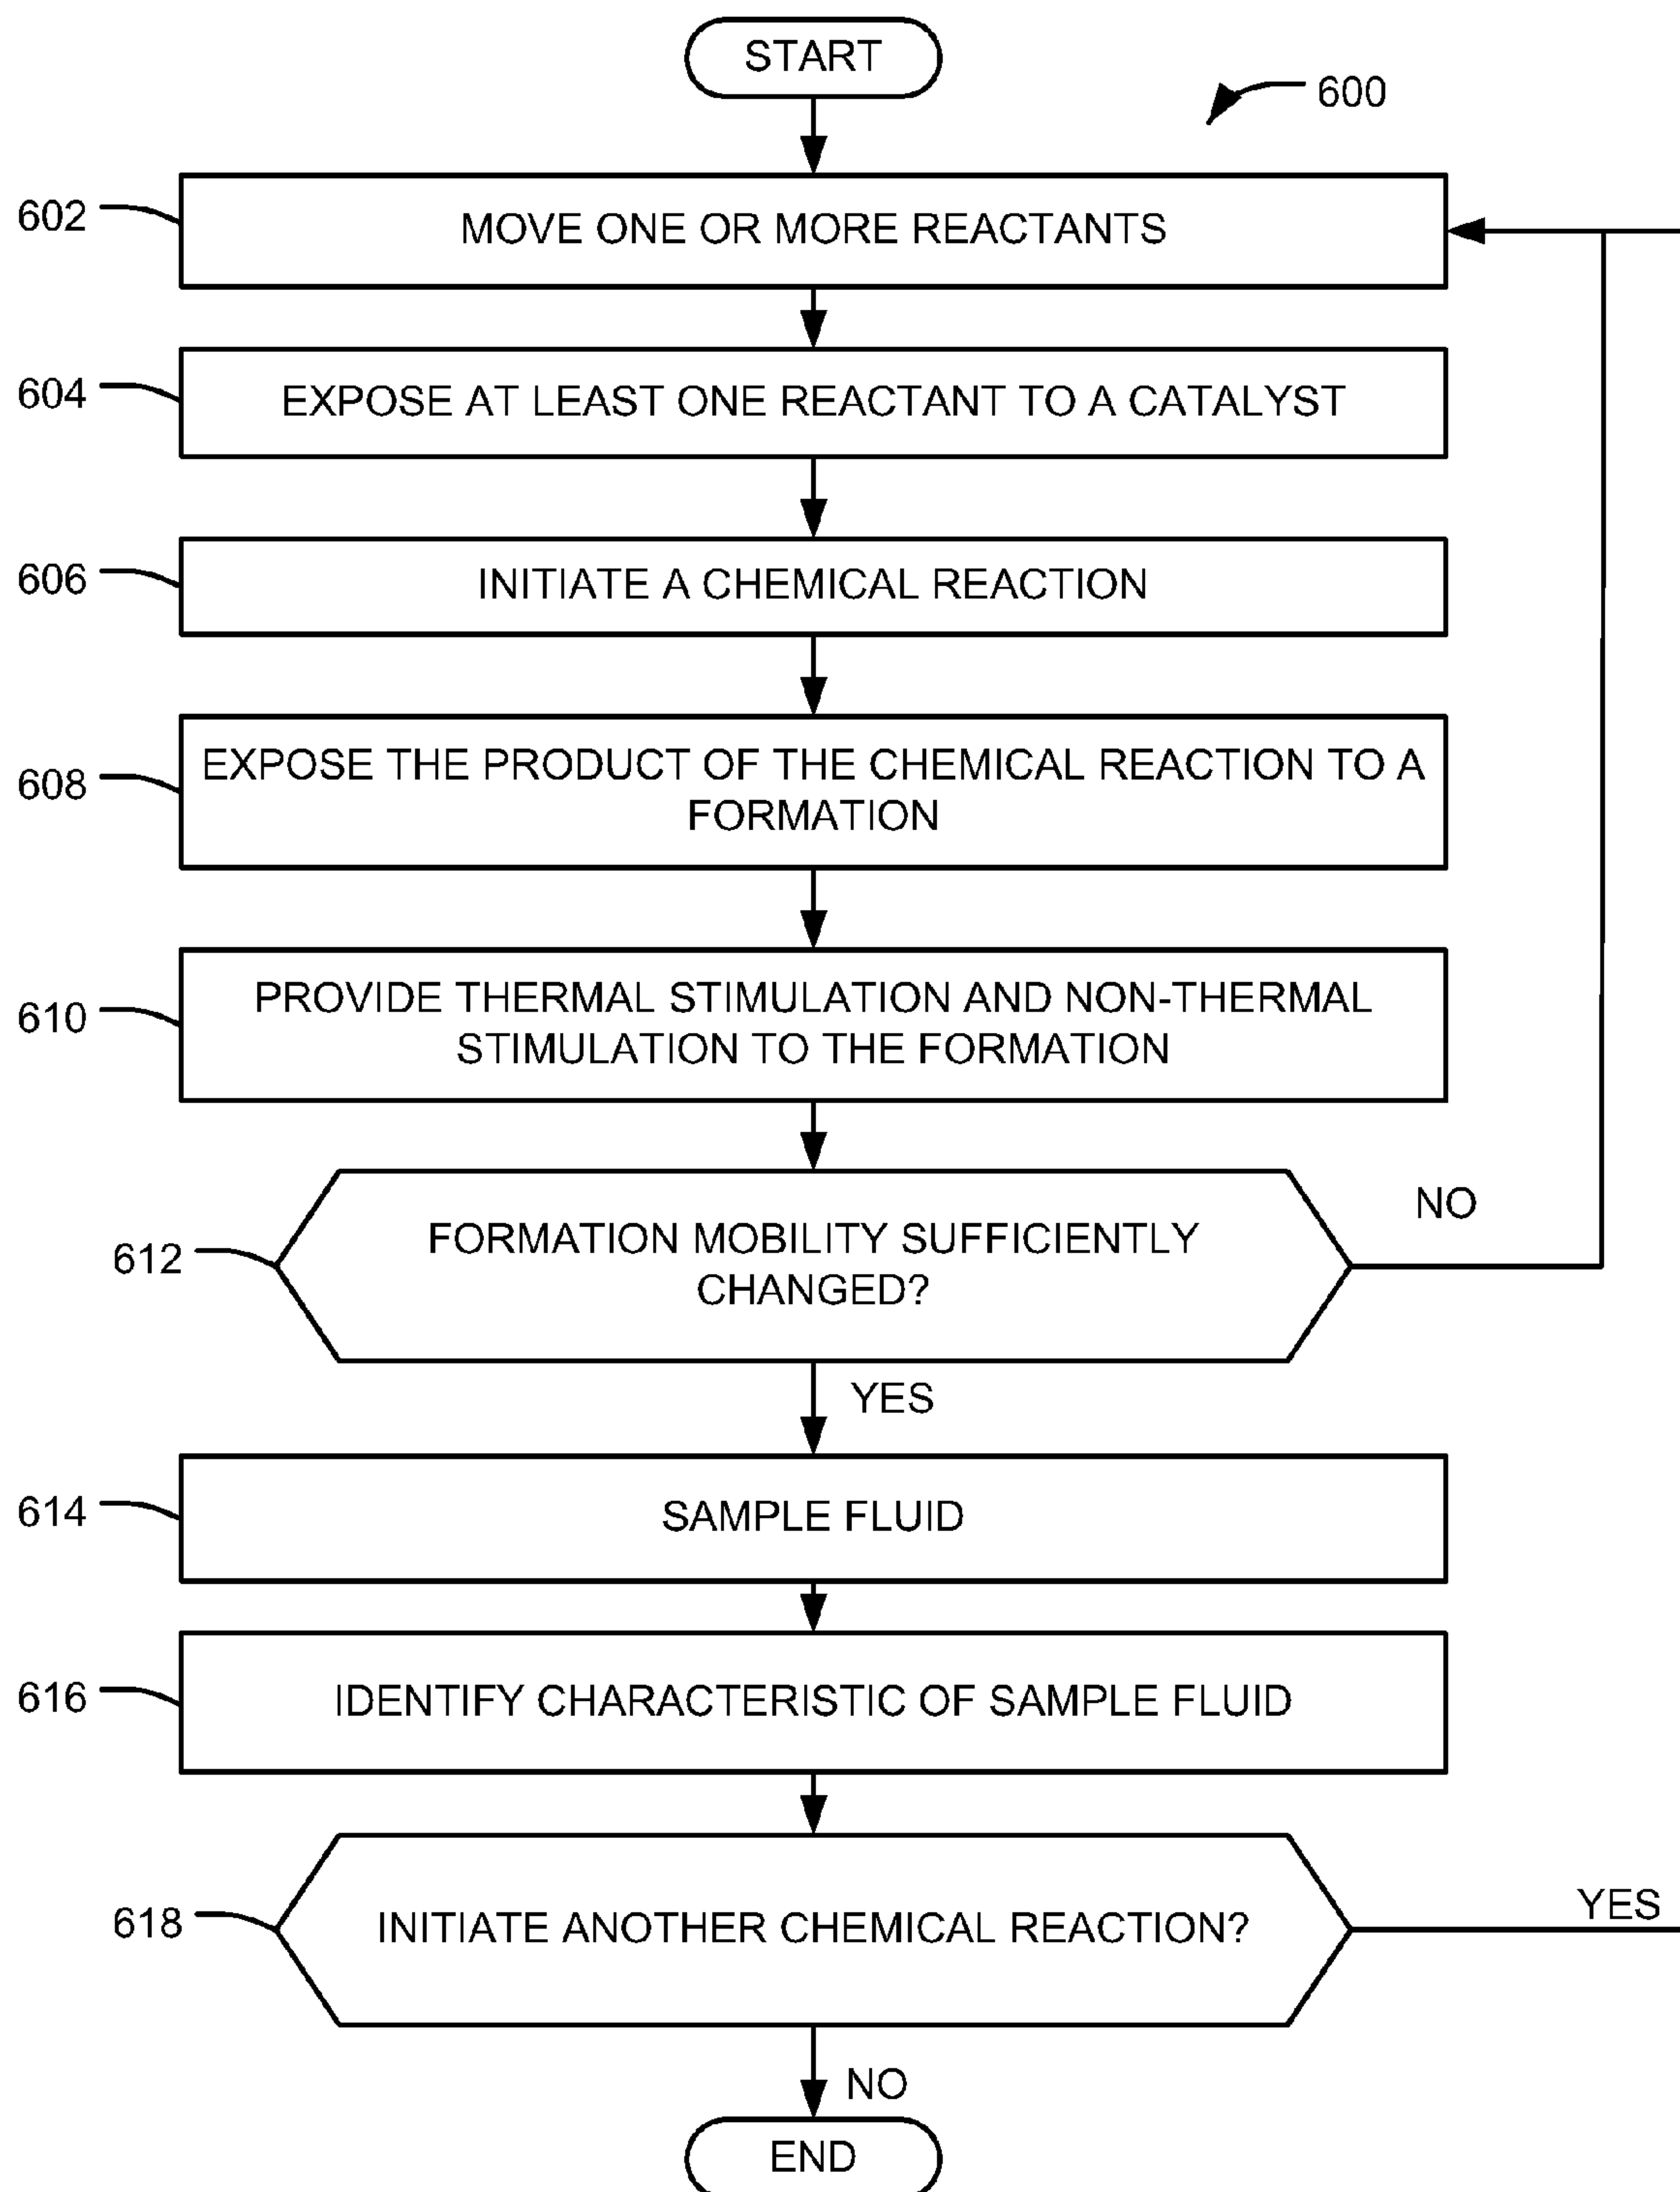 START
600
602
MOVE ONE OR MORE REACTANTS
604
EXPOSE AT LEAST ONE REACTANT TO A CATALYST
606
INITIATE A CHEMICAL REACTION
608
EXPOSE THE PRODUCT OF THE CHEMICAL REACTION TO A
FORMATION
610
PROVIDE THERMAL STIMULATION AND NON-THERMAL
STIMULATION TO THE FORMATION
612
FORMATION MOBILITY SUFFICIENTLY
CHANGED?
NO
YES
614
SAMPLE FLUID
616
IDENTIFY CHARACTERISTIC OF SAMPLE FLUID
618
INITIATE ANOTHER CHEMICAL REACTION?
YES
NO
END